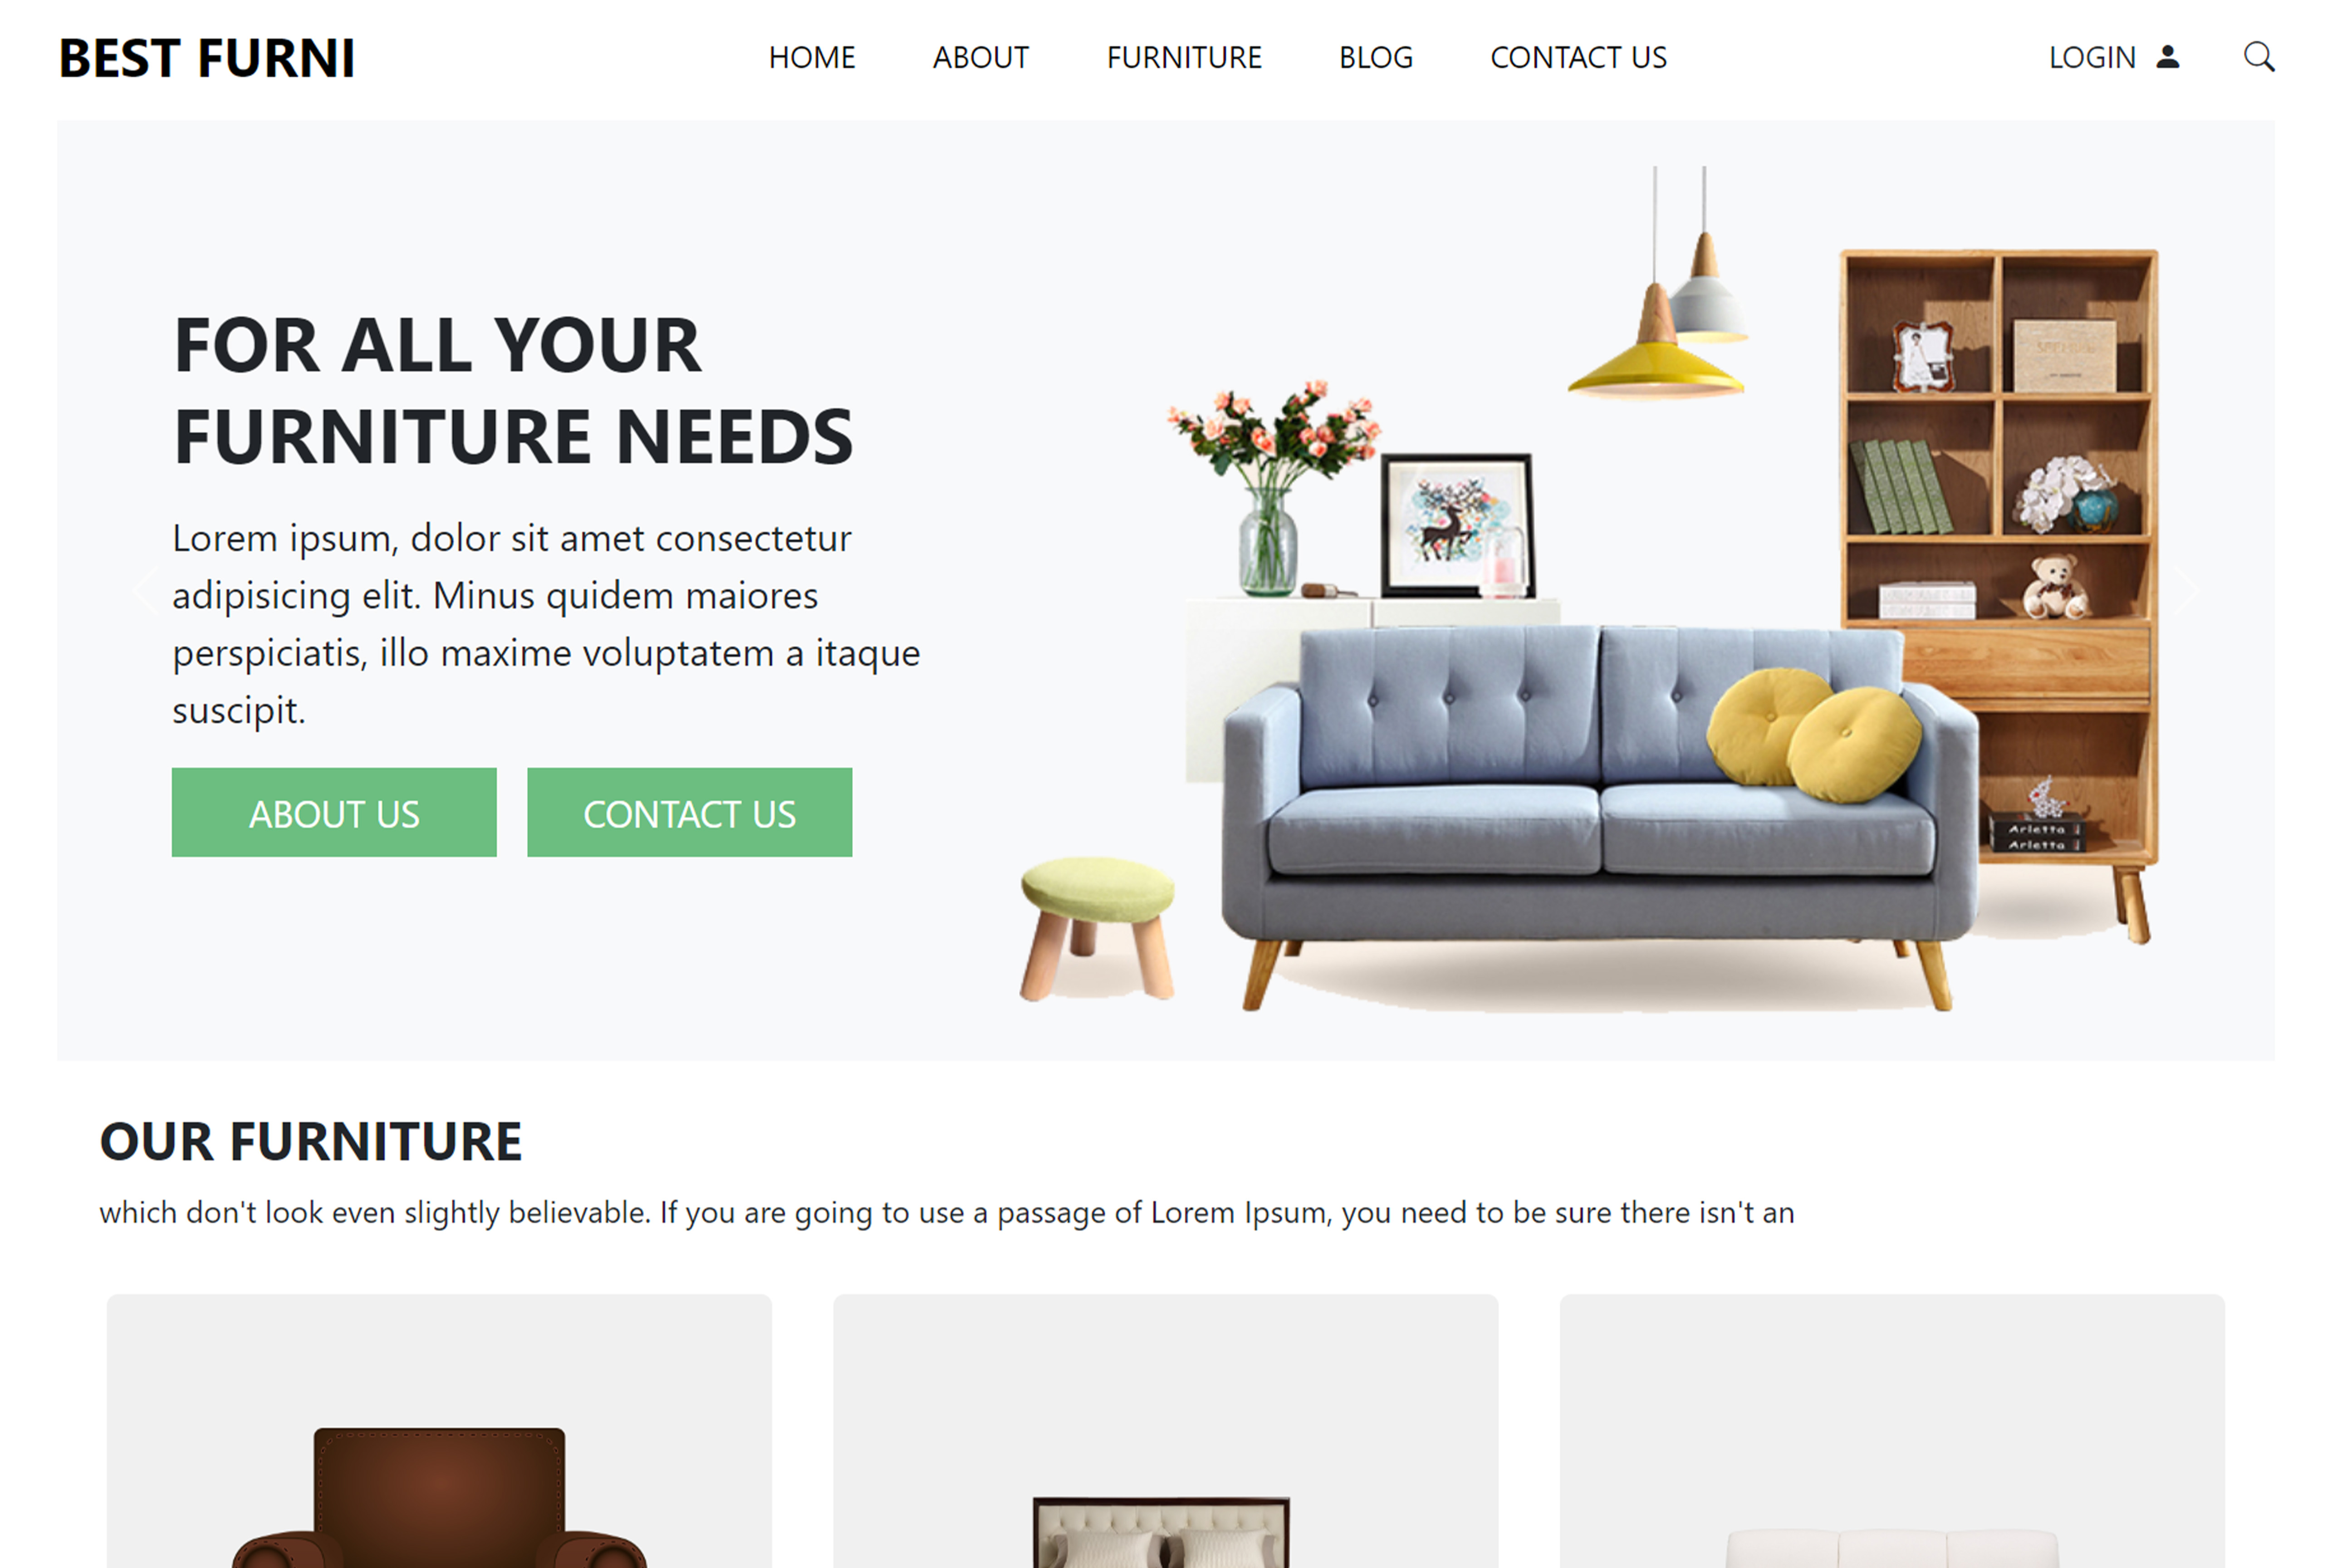 BEST FURNI
HOME ABOUT FURNITURE BLOG CONTACT US LOGIN
FOR ALL YOUR
FURNITURE NEEDS
Lorem ipsum, dolor sit amet consectetur
adipisicing elit. Minus quidem maiores
perspiciatis, illo maxime voluptatem a itaque
suscipit.
ABOUT US CONTACT US
Arletta
Arletta
OUR FURNITURE
which don't look even slightly believable. If you are going to use a passage of Lorem Ipsum, you need to be sure there isn't an